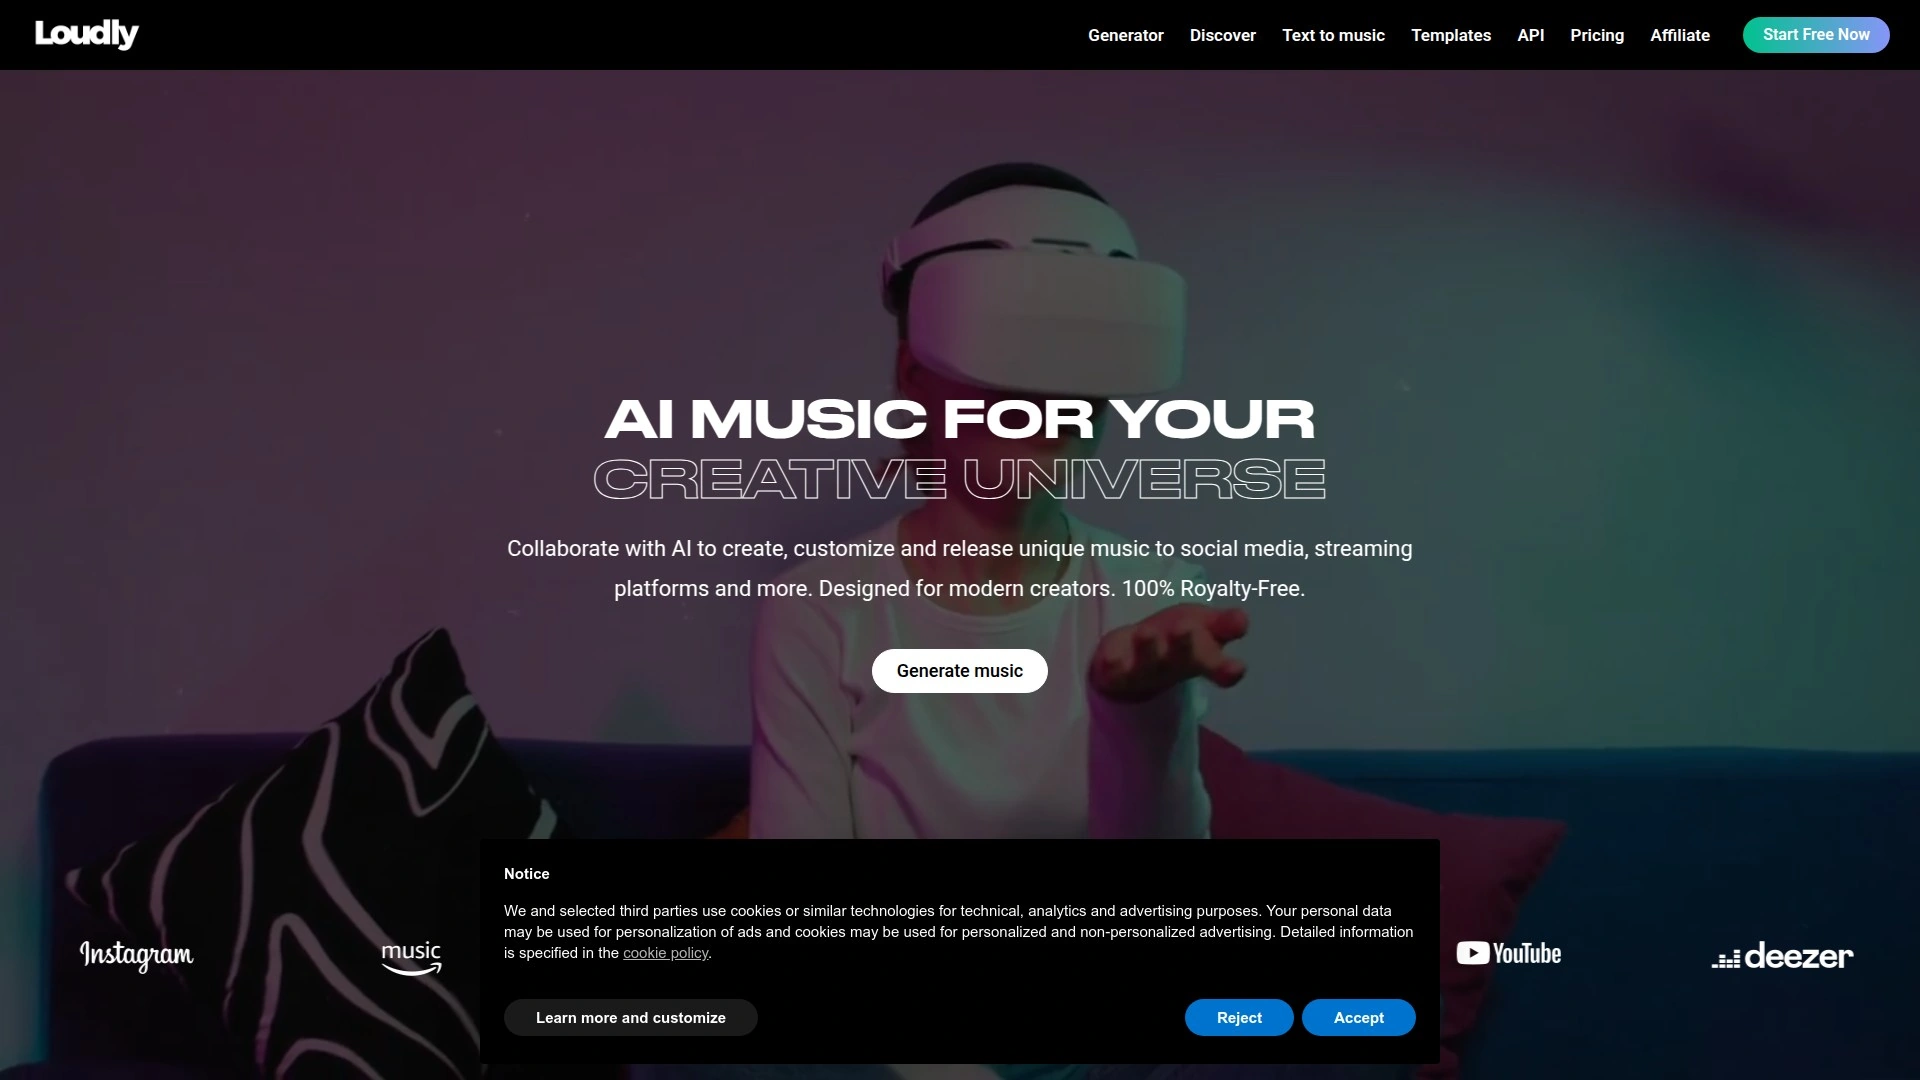 Loudly
Generator
Discover
Text to music
Templates
API
Pricing
Affiliate
Start Free Now
AI MUSIC FOR YOUR
CREATIVE UNIVERSE
Collaborate with AI to create, customize and release unique music to social media, streaming
platforms and more. Designed for modern creators. 100% Royalty-Free.
Generate music
Instagram
music
YouTube
deezer
Notice
We and selected third parties use cookies or similar technologies for technical, analytics and advertising purposes. Your personal data
may be used for personalization of ads and cookies may be used for personalized and non-personalized advertising. Detailed information
is specified in the cookie policy.
Learn more and customize
Reject
Accept